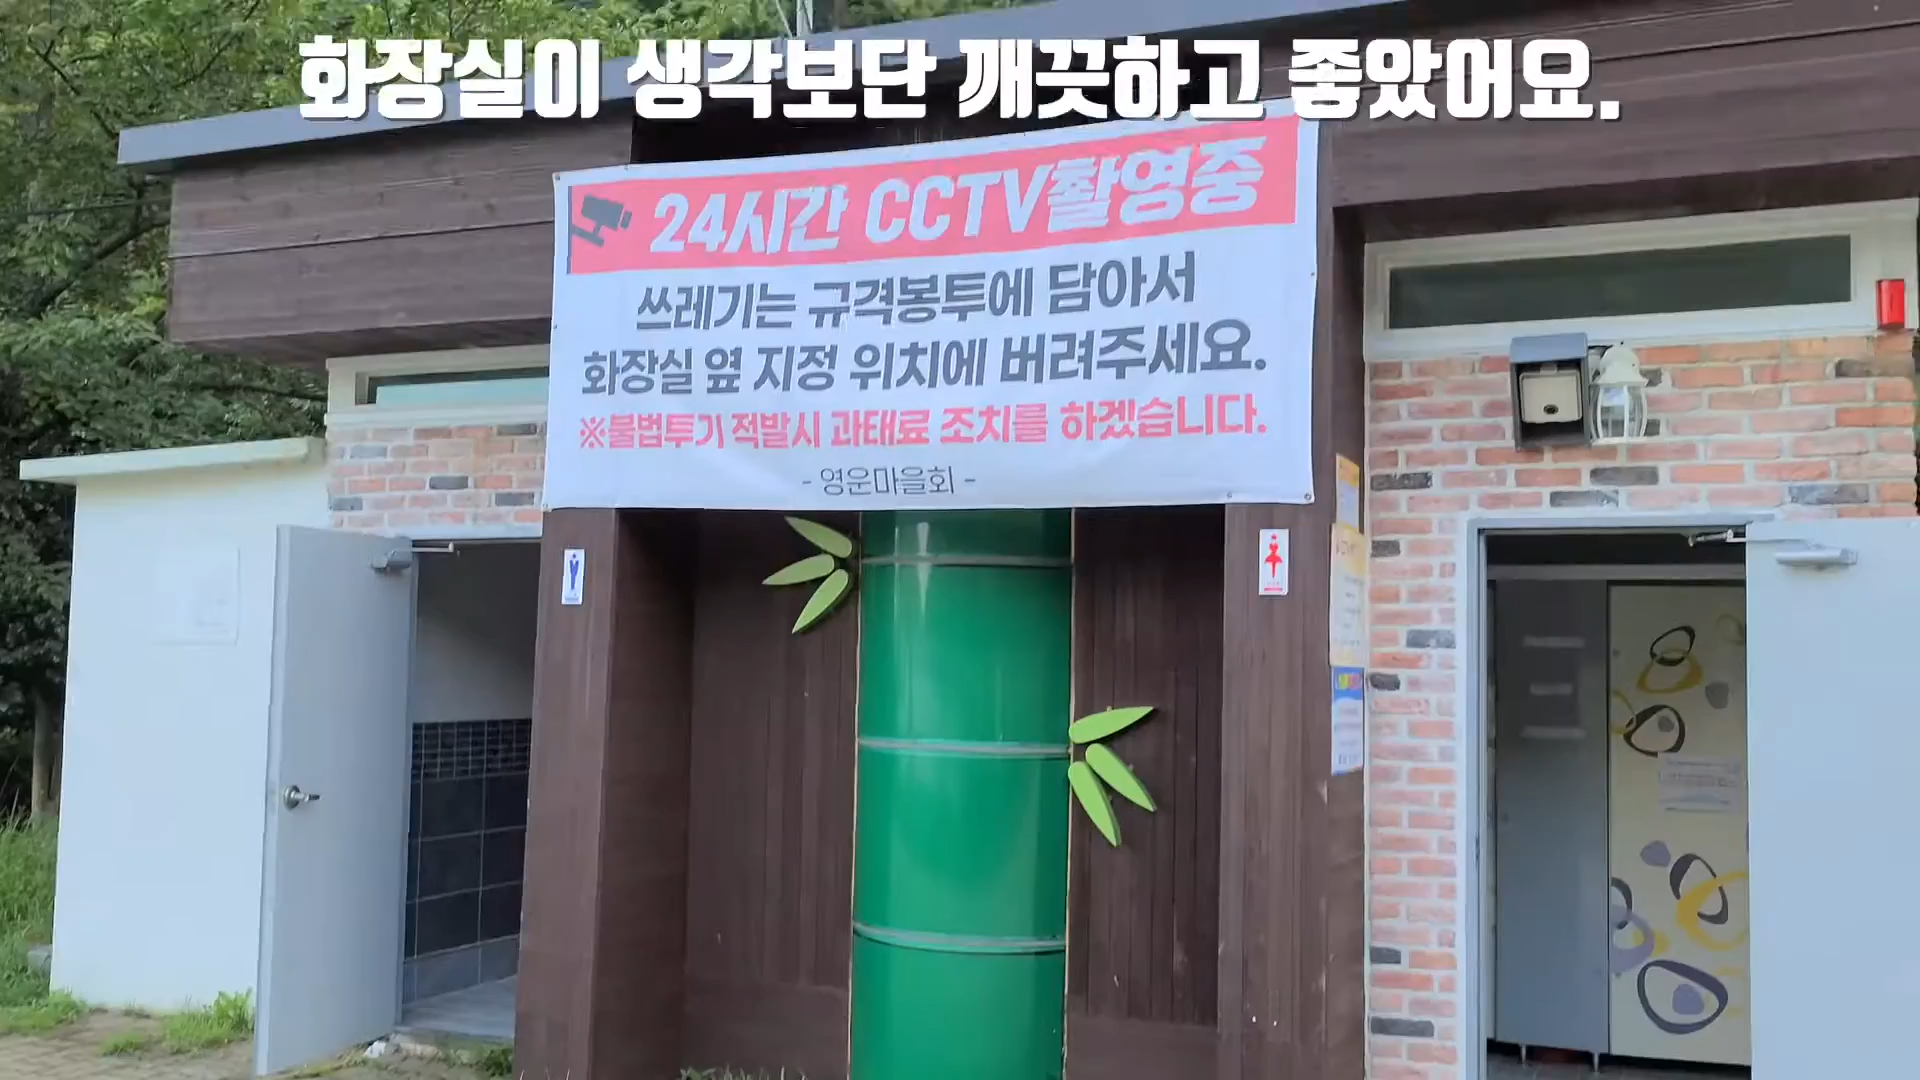 화장실이 생각보단 깨끗하고 좋았어요.
24시간 CCTV촬영중
쓰레기는 규격봉투에 담아서
화장실 옆 지정 위치에 버려주세요.
※불법투기 적발시 과태료 조치를 하겠습니다.
- 영운마을회 -